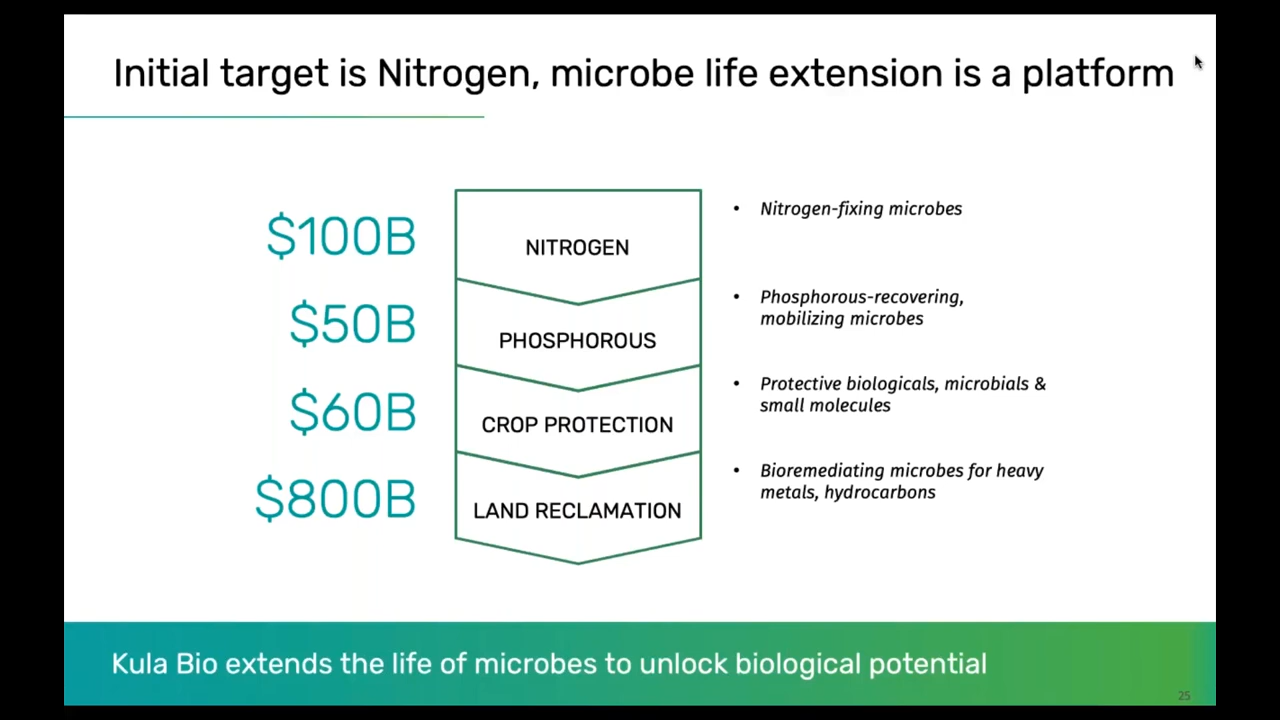 Initial target is Nitrogen, microbe life extension is a platform
$100B
NITROGEN
• Nitrogen-fixing microbes
$50B
PHOSPHOROUS
• Phosphorous-recovering,
mobilizing microbes
$60B
CROP PROTECTION
• Protective biologicals, microbials &
small molecules
$800B
LAND RECLAMATION
• Bioremediating microbes for heavy
metals, hydrocarbons
Kula Bio extends the life of microbes to unlock biological potential
25